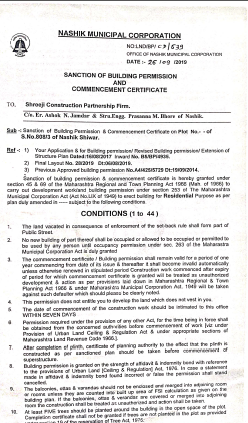 NASHIK MUNICIPAL CORPORATION
NO:LND/BP/
OFFICE OF NASHIK MUNICIPAL CORPORATION
DATE :- 25/09/2019
SANCTION OF BUILDING PERMISSION
AND
COMMENCEMENT CERTIFICATE
TO, Shreeji Construction Partnership Firm.
C/o. Er. Ashok N. Jamdar & Stru.Engg. Prasanna M. Bhore of Nashik.
Sub :- Sanction of Building Permission & Commencement Certificate on Plot No.- of
S.No.808/3 of Nashik Shiwar.
Ref :- 1) Your Application & for Building permission/ Revised Building permission/ Extension of
Structure Plan Dated:16/08/2017 Inward No. B8/BP/4935.
2) Final Layout No. 28/2019 Dt:06/08/2019.
3) Previous Approved building permission No. Dt:19/09/2014.
Sanction of building permission & commencement certificate is hereby granted under
section 45 & 69 of the Maharashtra Regional and Town Planning Act 1966 (Mah of 1966) to
carry out development work/and building permission under section 253 of The Maharashtra
Municipal Corporation Act (Act No.LIX of 1949) to erect building for Residential Purpose as per
plan duly amended in subject to the following conditions.
CONDITIONS (1 to 44)
1. The land vacated in consequence of enforcement of the set-back rule shall form part of
Public Street.
2. No new building of part thereof shall be occupied or allowed to be occupied or permitted to
be used by any person until occupancy permission under sec. 263 of the Maharashtra
Municipal Corporation Act is duly granted
3. The commencement certificate / Building permission shall remain valid for a period of one
year commencing from date of its issue & thereafter it shall become invalid automatically
unless otherwise renewed in stipulated period Construction work commenced after expiry
of period for which commencement certificate is granted will be treated as unauthorized
development & action as per provisions laid down in Maharashtra Regional & Town
Planning Act 1966 & under Maharashtra Municipal Corporation Act, 1949 will be taken
against such defaulter which should please be clearly noted.
4. This permission does not entitle you to develop the land which does not vest in you.
5. The date of commencement of the construction work should be intimated to this office
WITHIN SEVEN DAYS
6. Permission required under the provision of any other Act, for the time being in force shall
be obtained from the concerned authorities before commencement of work (viz under
Provision of Urban Land Ceiling & Regulation Act & under appropriate sections of
Maharashtra Land Revenue Code 1966.)
7. After completion of plinth, certificate of planning authority to the effect that the plinth is
constructed as per sanctioned plan should be taken before commencement of
superstructure.
8. Building permission is granted on the strength of affidavit & indemnity bond with reference
to the provisions of Urban Land (Ceiling & Regulation) Act, 1976. In case a statement
made in affidavit & indemnity bond found incorrect or false the permission shall stand
cancelled.
9. The balconies, ottas & varandas should not be enclosed and merged into adjoining room
or rooms unless they are counted into built up area of FSI calculation as given on the
building plan. If the balconies, ottas & verandas are covered or merged into adjoining
room the construction shall be treated as unauthorized and action shall be taken.
10. At least FIVE trees should be planted around the building in the open space of the plot.
Completion certificate shall not be granted if trees are not planted in the plot as provided
under section 19 of the reservation of Tree Act, 1975.